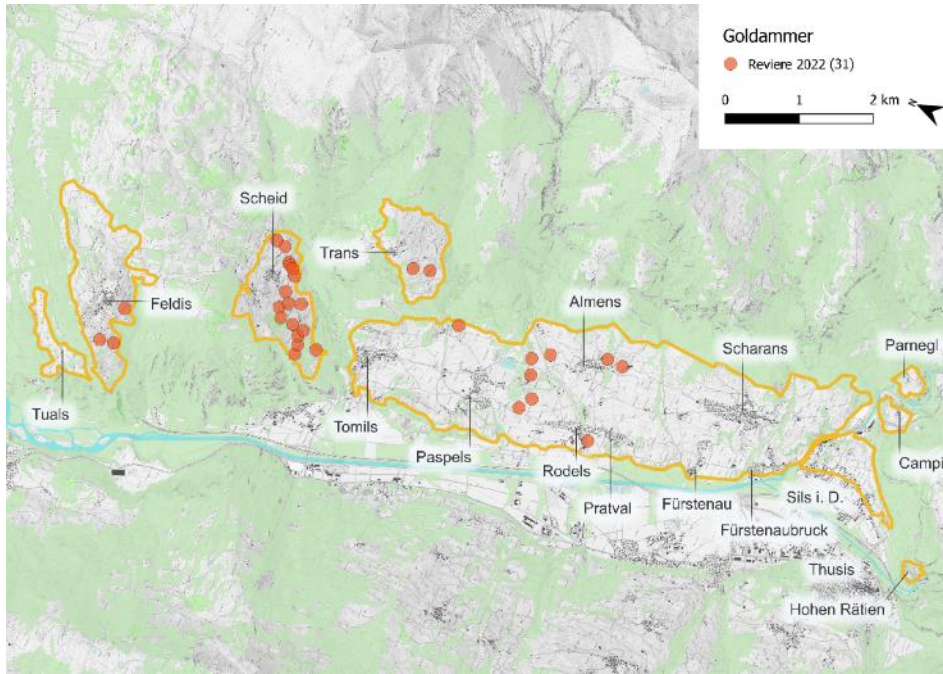 Goldammer
Reviere 2022 (31)
0 1 2 km
N
Scheid
Trans
Feldis
Almens
Scharans
Parnegl
Tuals
Tomils
Campi
Paspels
Rodels
Fürstenau
Sils i. D.
Pratval
Fürstenaubruck
Thusis
Hohen Rätien